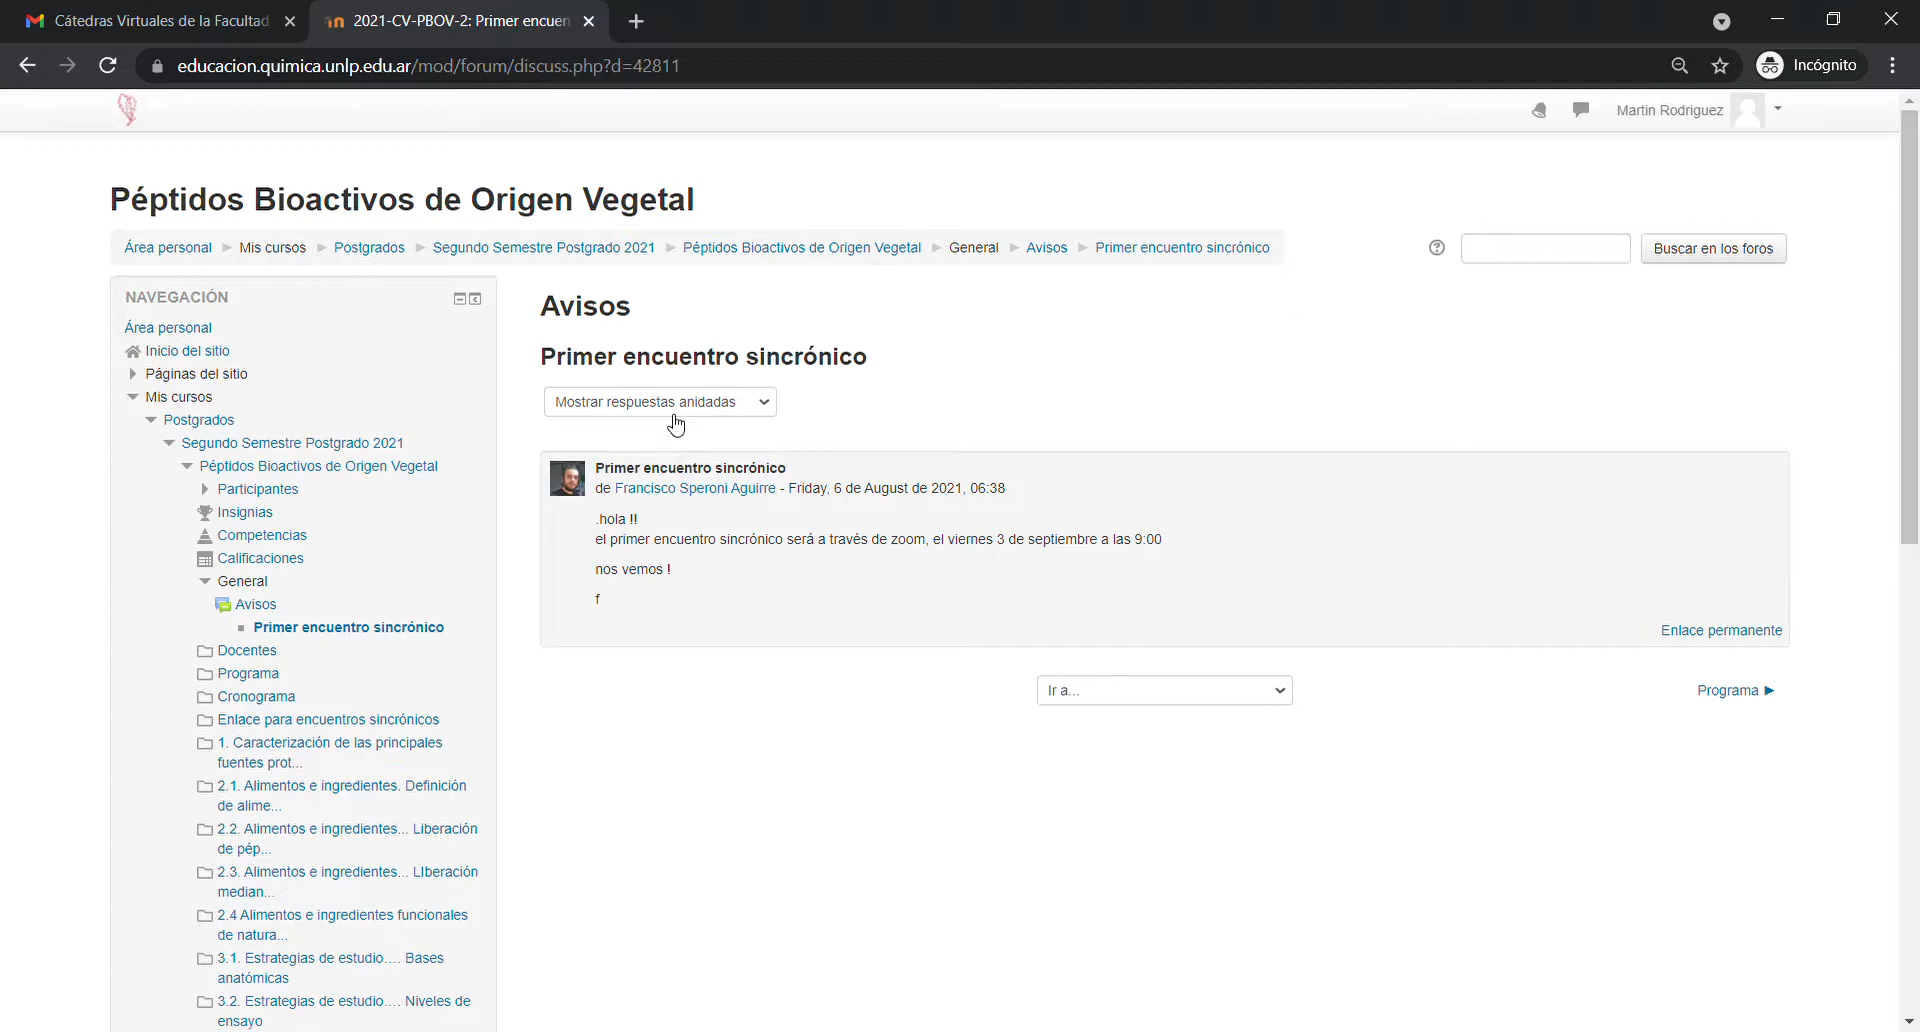 Cátedras Virtuales de la Facultad
2021-CV-PBOV-2: Primer encuen
educacion.quimica.unlp.edu.ar/mod/forum/discuss.php?d=42811
Incógnito
Martin Rodriguez
Péptidos Bioactivos de Origen Vegetal
Área personal Mis cursos Postgrados Segundo Semestre Postgrado 2021 Péptidos Bioactivos de Origen Vegetal General Avisos Primer encuentro sincrónico
Buscar en los foros
NAVEGACIÓN
Área personal
Inicio del sitio
Páginas del sitio
Mis cursos
Postgrados
Segundo Semestre Postgrado 2021
Péptidos Bioactivos de Origen Vegetal
Participantes
Insignias
Competencias
Calificaciones
General
Avisos
Primer encuentro sincrónico
Docentes
Programa
Cronograma
Enlace para encuentros sincrónicos
1. Caracterización de las principales
fuentes prot...
2.1. Alimentos e ingredientes. Definición
de alime...
2.2. Alimentos e ingredientes... Liberación
de pép...
2.3. Alimentos e ingredientes... LIberación
median...
2.4 Alimentos e ingredientes funcionales
de natura...
3.1. Estrategias de estudio.... Bases
anatómicas
3.2. Estrategias de estudio.... Niveles de
ensayo
Avisos
Primer encuentro sincrónico
Mostrar respuestas anidadas
Primer encuentro sincrónico
de Francisco Speroni Aguirre - Friday, 6 de August de 2021, 06:38
.hola !!
el primer encuentro sincrónico será a través de zoom, el viernes 3 de septiembre a las 9:00
nos vemos !
f
Enlace permanente
Ir a...
Programa ►